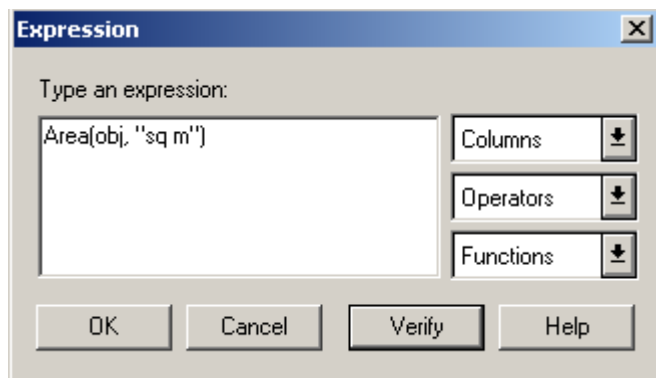 Expression
Type an expression:
Area(obj, "sq m")
Columns
Operators
Functions
OK Cancel Verify Help